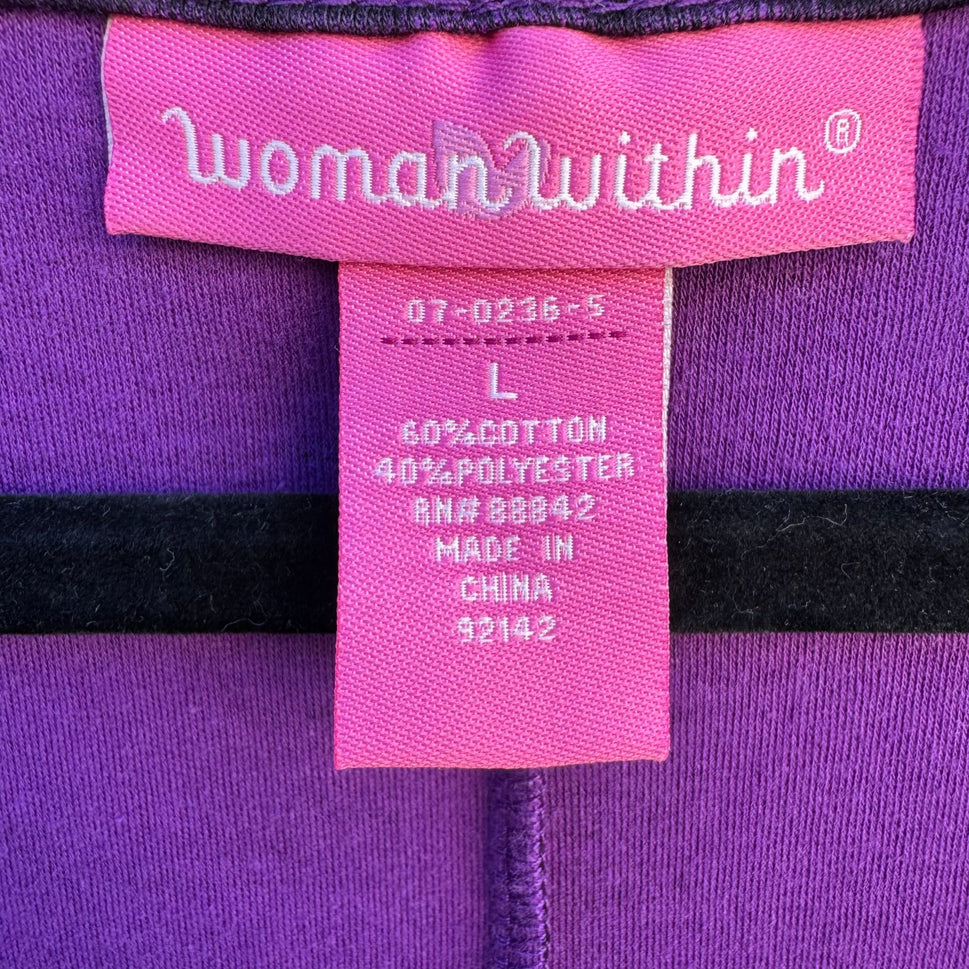 Woman Within®
07-0236-5
L
60%COTTON
40%POLYESTER
RN#88842
MADE IN
CHINA
92142